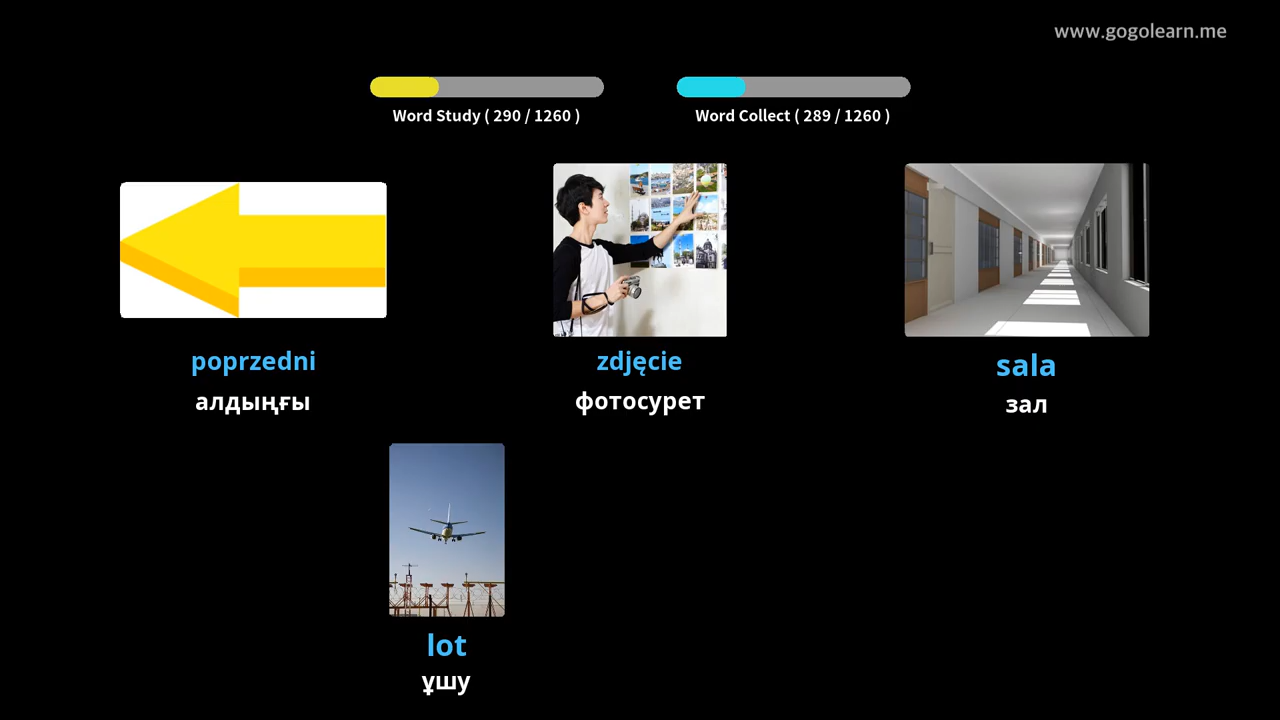 www.gogolearn.me
Word Study ( 290 / 1260 )
Word Collect ( 289 / 1260 )
poprzedni
алдыңғы
zdjęcie
фотосурет
sala
зал
lot
ұшу